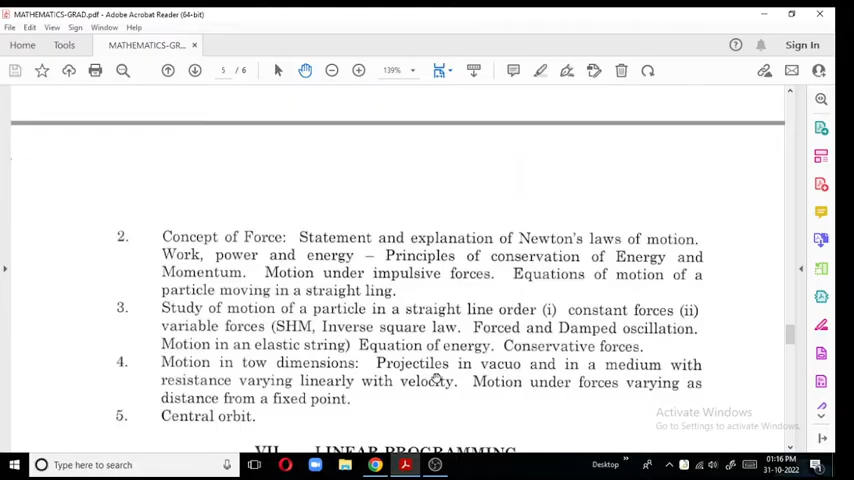 MATHEMATICS-GRAD.pdf - Adobe Acrobat Reader (64-bit)
File Edit View Sign Window Help
Home Tools MATHEMATICS-GR... × Sign In
5 / 6 139%
2. Concept of Force: Statement and explanation of Newton's laws of motion.
Work, power and energy – Principles of conservation of Energy and
Momentum. Motion under impulsive forces. Equations of motion of a
particle moving in a straight ling.
3. Study of motion of a particle in a straight line order (i) constant forces (ii)
variable forces (SHM, Inverse square law. Forced and Damped oscillation.
Motion in an elastic string) Equation of energy. Conservative forces.
4. Motion in tow dimensions: Projectiles in vacuo and in a medium with
resistance varying linearly with velocity. Motion under forces varying as
distance from a fixed point.
5. Central orbit.
VII. LINEAR PROGRAMMING
Activate Windows
Go to Settings to activate Windows.
Type here to search
Desktop
01:16 PM
31-10-2022